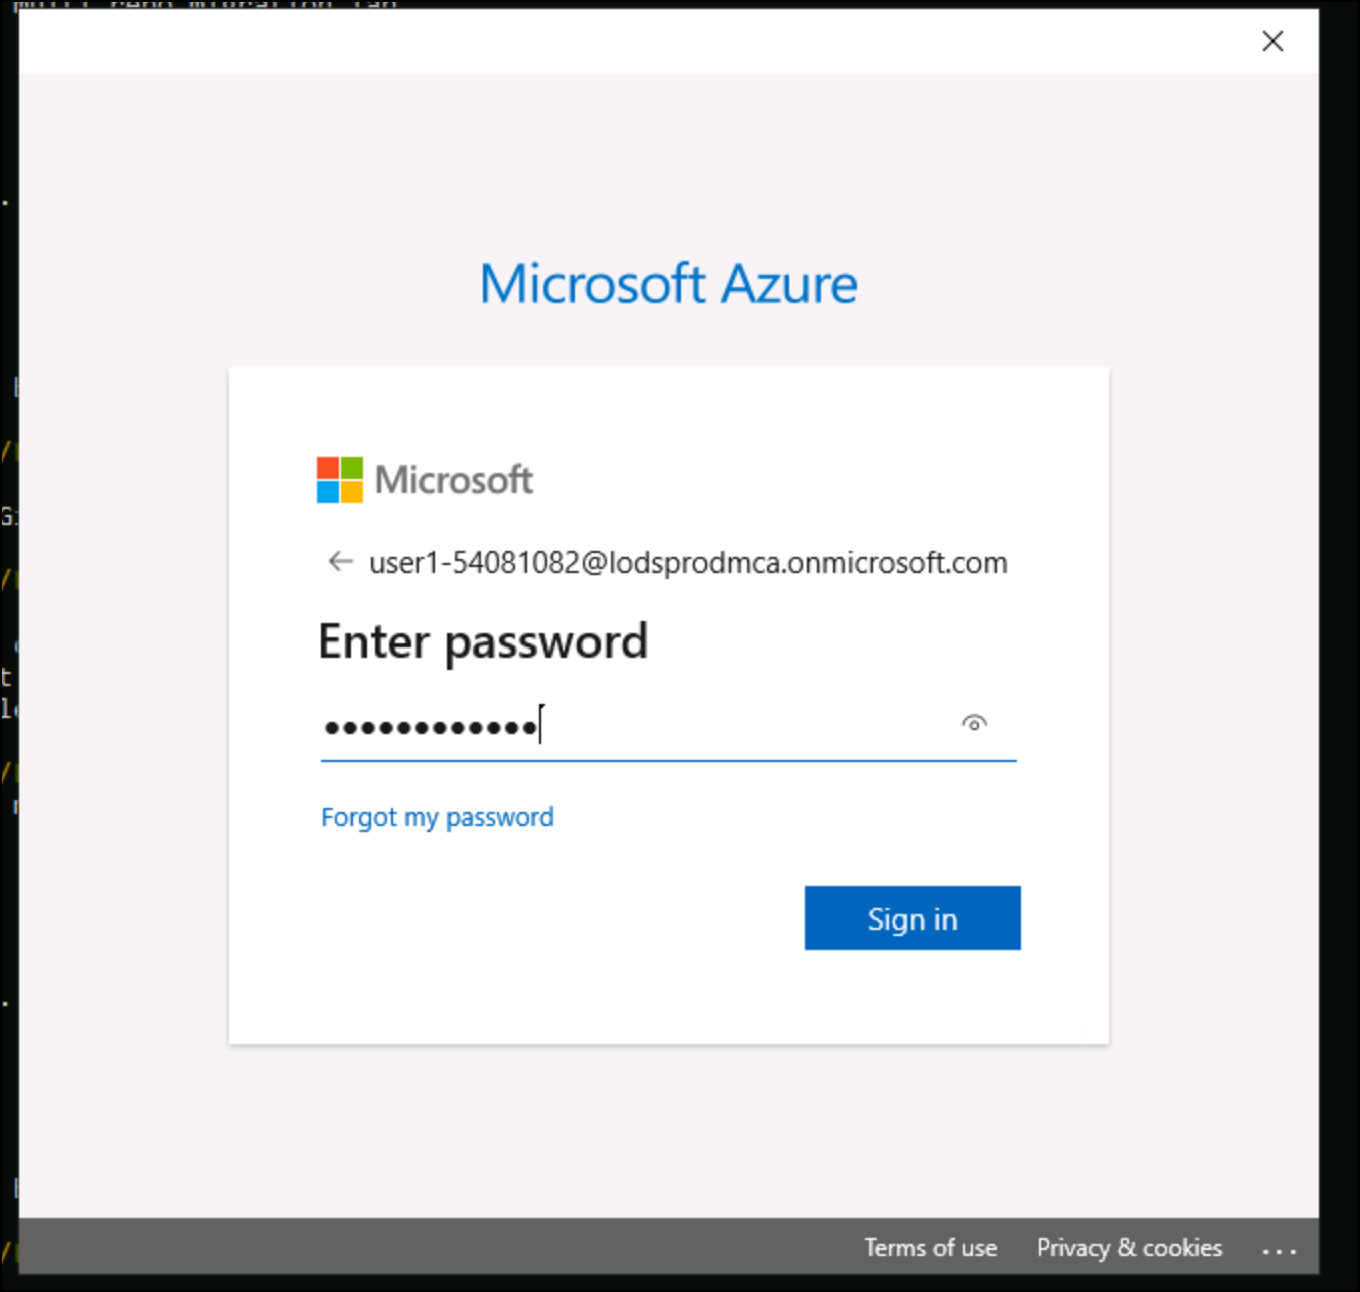 Microsoft Azure
Microsoft
user1-54081082@lodsprodmca.onmicrosoft.com
Enter password
••••••••••••
Forgot my password
Sign in
Terms of use
Privacy & cookies
...